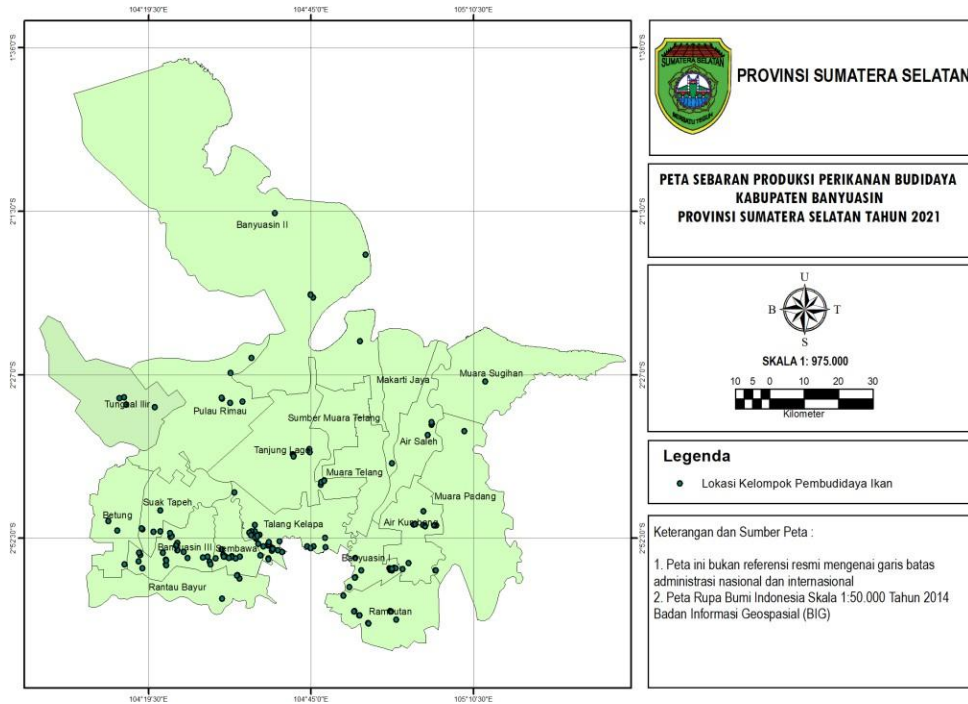 104°19'30"E 104°45'0"E 105°10'30"E
1°36'0"S
2°1'30"S
2°27'0"S
2°52'30"S
Banyuasin II
Makarti Jaya
Muara Sugihan
Tungkal Ilir
Pulau Rimau
Sumber Muara Telang
Air Saleh
Tanjung Lago
Muara Telang
Suak Tapeh
Muara Padang
Betung
Talang Kelapa
Air Kumbang
Banyuasin III
Sembawa
Banyuasin I
Rantau Bayur
Rambutan
104°19'30"E 104°45'0"E 105°10'30"E
SUMATERA SELATAN
PROVINSI SUMATERA SELATAN
PETA SEBARAN PRODUKSI PERIKANAN BUDIDAYA
KABUPATEN BANYUASIN
PROVINSI SUMATERA SELATAN TAHUN 2021
U
B T
S
SKALA 1: 975.000
10 5 0 10 20 30
Kilometer
Legenda
Lokasi Kelompok Pembudidaya Ikan
Keterangan dan Sumber Peta :
1. Peta ini bukan referensi resmi mengenai garis batas
administrasi nasional dan internasional
2. Peta Rupa Bumi Indonesia Skala 1:50.000 Tahun 2014
Badan Informasi Geospasial (BIG)